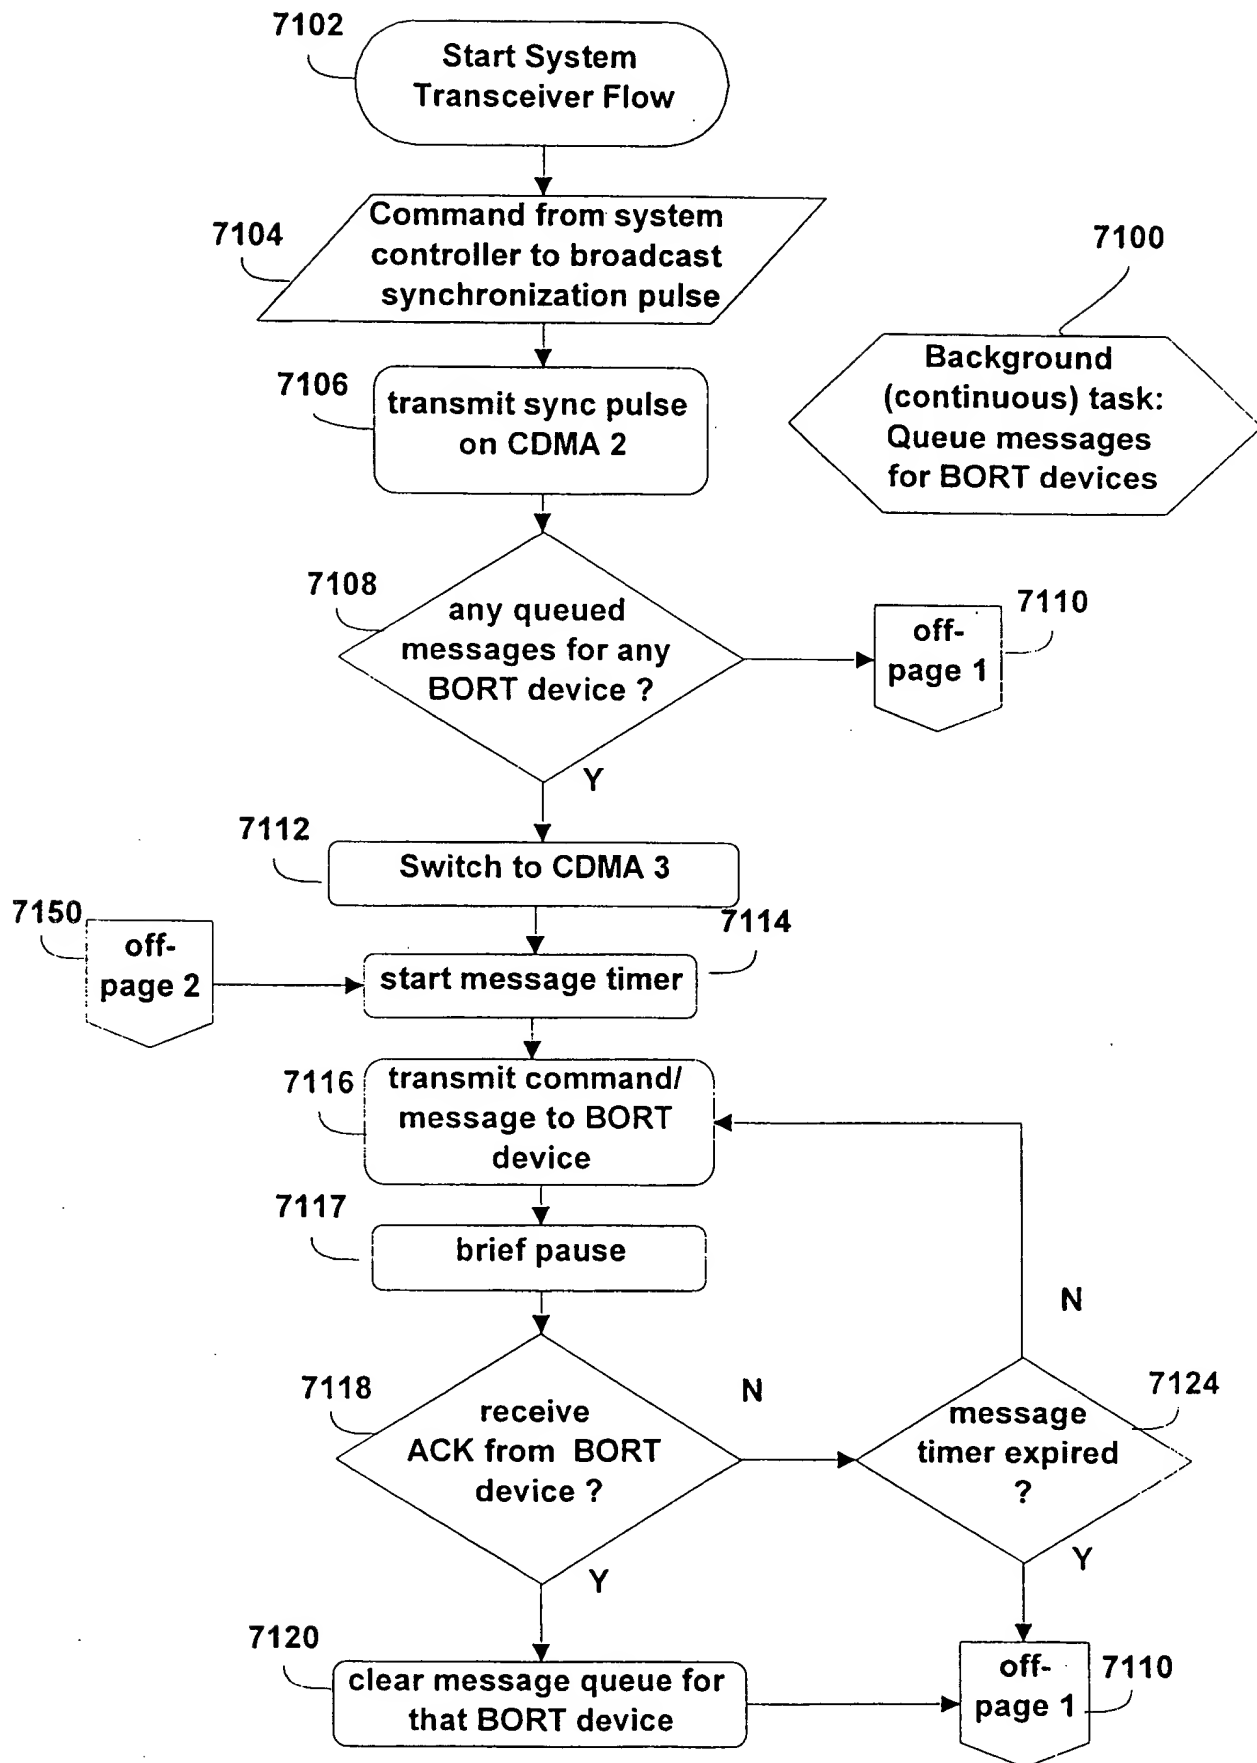 7102
Start System
Transceiver Flow
7104
Command from system
controller to broadcast
synchronization pulse
7100
Background
(continuous) task:
Queue messages
for BORT devices
7106
transmit sync pulse
on CDMA 2
7108
any queued
messages for any
BORT device ?
7110
off-
page 1
Y
7112
Switch to CDMA 3
7150
off-
page 2
7114
start message timer
7116
transmit command/
message to BORT
device
7117
brief pause
N
7118
receive
ACK from BORT
device ?
N
7124
message
timer expired
?
Y
Y
7120
clear message queue for
that BORT device
off-
page 1
7110